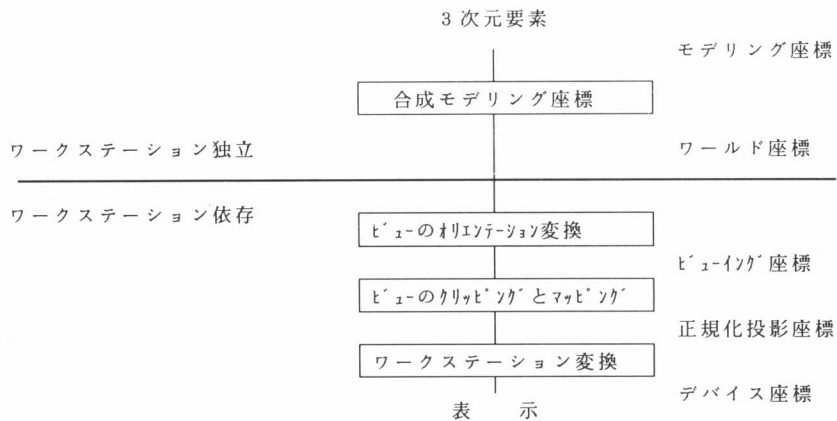 3次元要素
モデリング座標
合成モデリング座標
ワークステーション独立
ワールド座標
ワークステーション依存
ﾋﾞｭｰのｵﾘｴﾝﾃｰｼｮﾝ変換
ﾋﾞｭｰｲﾝｸﾞ座標
ﾋﾞｭｰのｸﾘｯﾋﾟﾝｸﾞとﾏｯﾋﾟﾝｸﾞ
正規化投影座標
ワークステーション変換
デバイス座標
表示